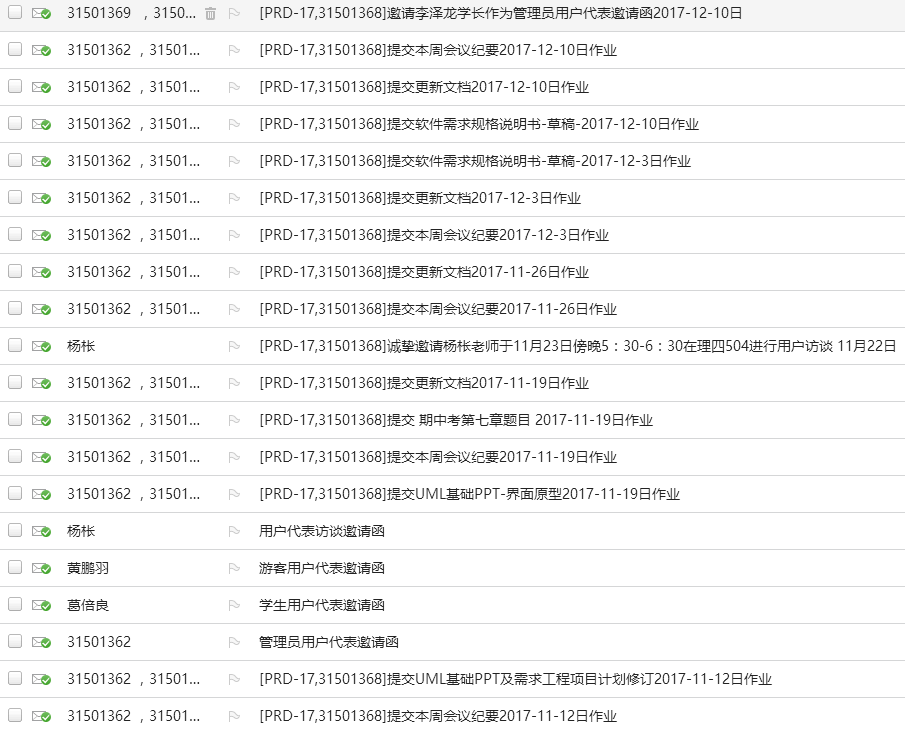 31501369 , 3150... [PRD-17,31501368]邀请李泽龙学长作为管理员用户代表邀请函2017-12-10日
31501362 , 31501... [PRD-17,31501368]提交本周会议纪要2017-12-10日作业
31501362 , 31501... [PRD-17,31501368]提交更新文档2017-12-10日作业
31501362 , 31501... [PRD-17,31501368]提交软件需求规格说明书-草稿-2017-12-10日作业
31501362 , 31501... [PRD-17,31501368]提交软件需求规格说明书-草稿-2017-12-3日作业
31501362 , 31501... [PRD-17,31501368]提交更新文档2017-12-3日作业
31501362 , 31501... [PRD-17,31501368]提交本周会议纪要2017-12-3日作业
31501362 , 31501... [PRD-17,31501368]提交更新文档2017-11-26日作业
31501362 , 31501... [PRD-17,31501368]提交本周会议纪要2017-11-26日作业
杨枨 [PRD-17,31501368]诚挚邀请杨枨老师于11月23日傍晚5：30-6：30在理四504进行用户访谈 11月22日
31501362 , 31501... [PRD-17,31501368]提交更新文档2017-11-19日作业
31501362 , 31501... [PRD-17,31501368]提交 期中考第七章题目 2017-11-19日作业
31501362 , 31501... [PRD-17,31501368]提交本周会议纪要2017-11-19日作业
31501362 , 31501... [PRD-17,31501368]提交UML基础PPT-界面原型2017-11-19日作业
杨枨 用户代表访谈邀请函
黄鹏羽 游客用户代表邀请函
葛倍良 学生用户代表邀请函
31501362 管理员用户代表邀请函
31501362 , 31501... [PRD-17,31501368]提交UML基础PPT及需求工程项目计划修订2017-11-12日作业
31501362 , 31501... [PRD-17,31501368]提交本周会议纪要2017-11-12日作业